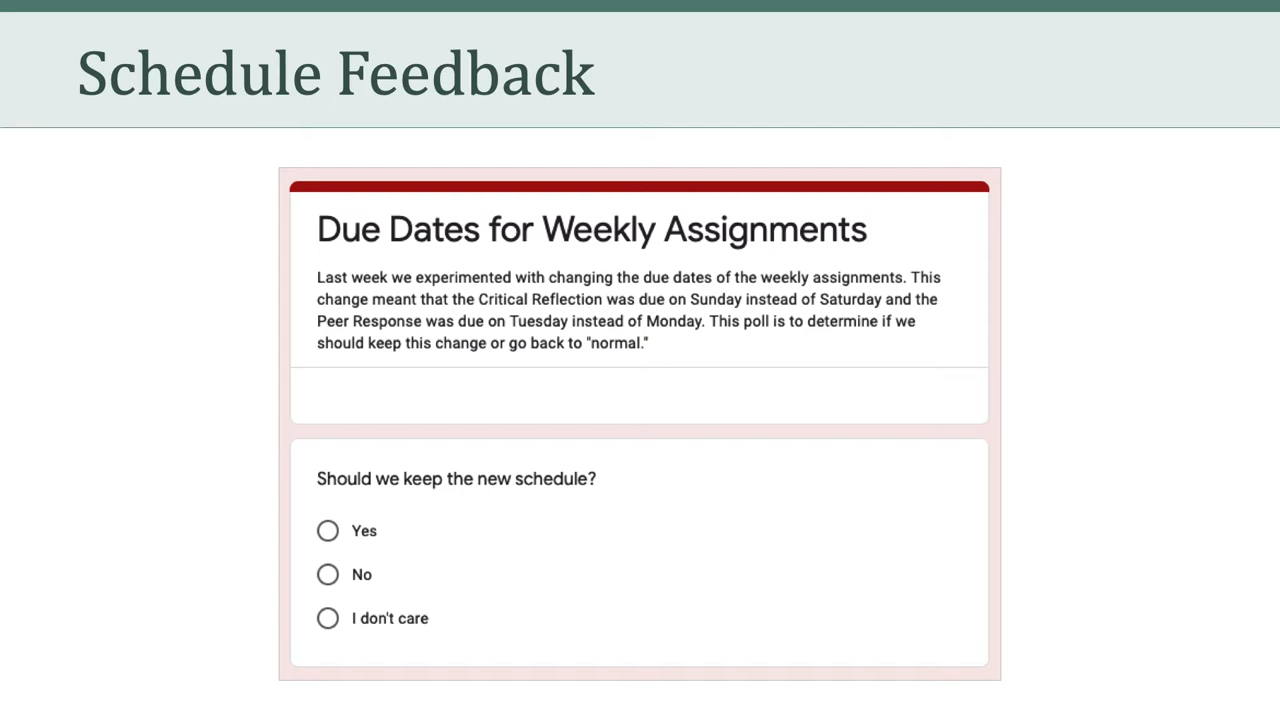 Schedule Feedback
Due Dates for Weekly Assignments
Last week we experimented with changing the due dates of the weekly assignments. This
change meant that the Critical Reflection was due on Sunday instead of Saturday and the
Peer Response was due on Tuesday instead of Monday. This poll is to determine if we
should keep this change or go back to "normal."
Should we keep the new schedule?
Yes
No
I don't care